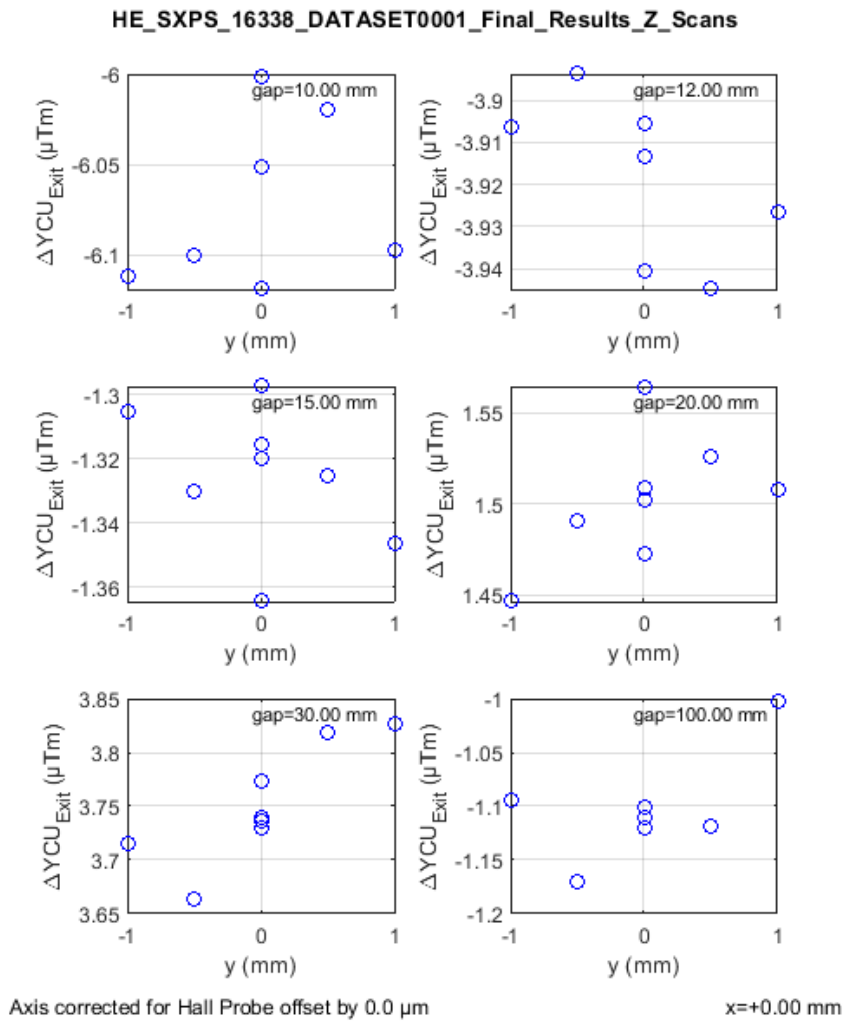 HE_SXPS_16338_DATASET0001_Final_Results_Z_Scans
gap=10.00 mm
ΔYCU_Exit (µTm)
-6
-6.05
-6.1
-1 0 1
y (mm)
gap=12.00 mm
ΔYCU_Exit (µTm)
-3.9
-3.91
-3.92
-3.93
-3.94
-1 0 1
y (mm)
gap=15.00 mm
ΔYCU_Exit (µTm)
-1.3
-1.32
-1.34
-1.36
-1 0 1
y (mm)
gap=20.00 mm
ΔYCU_Exit (µTm)
1.55
1.5
1.45
-1 0 1
y (mm)
gap=30.00 mm
ΔYCU_Exit (µTm)
3.85
3.8
3.75
3.7
3.65
-1 0 1
y (mm)
gap=100.00 mm
ΔYCU_Exit (µTm)
-1
-1.05
-1.1
-1.15
-1.2
-1 0 1
y (mm)
Axis corrected for Hall Probe offset by 0.0 µm
x=+0.00 mm